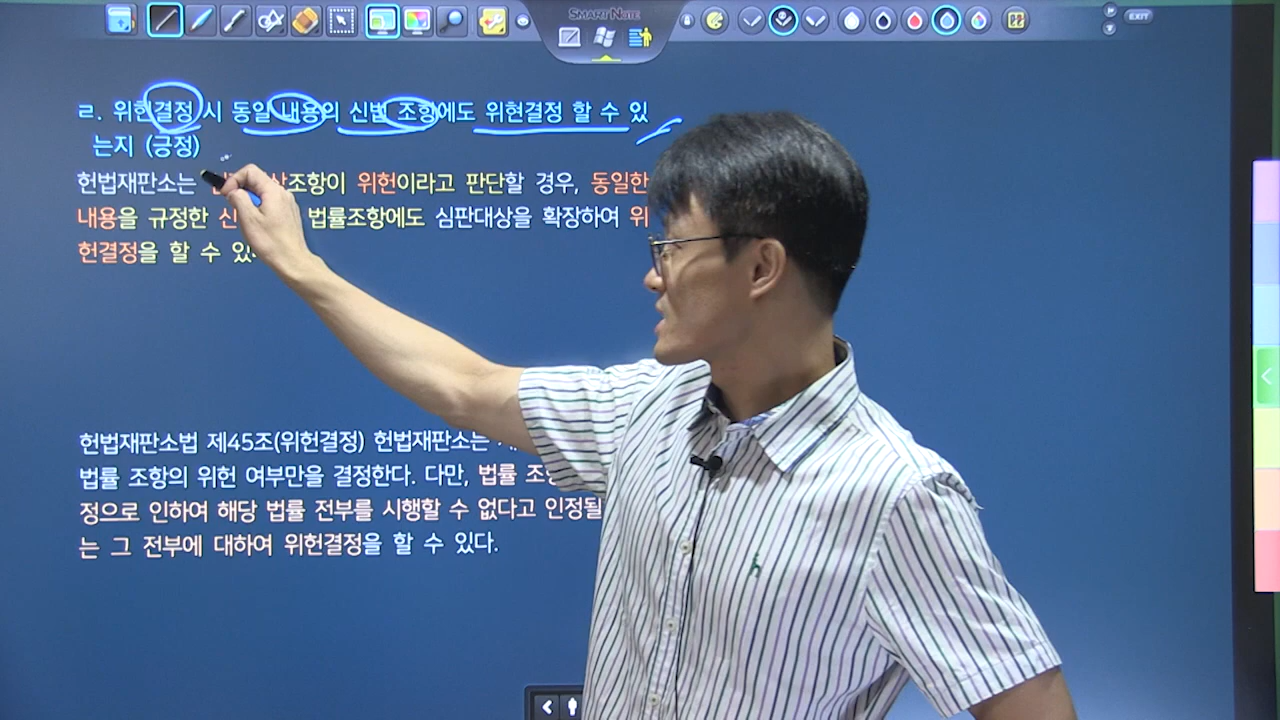 SMART NOTE
EXIT
ㄹ. 위헌결정 시 동일 내용의 신법 조항에도 위현결정 할 수 있
는지 (긍정)
헌법재판소는 조항이 위헌이라고 판단할 경우, 동일한
내용을 규정한 법률조항에도 심판대상을 확장하여 위
헌결정을 할 수
헌법재판소법 제45조(위헌결정) 헌법재판소는
법률 조항의 위헌 여부만을 결정한다. 다만, 법률
정으로 인하여 해당 법률 전부를 시행할 수 없다고 인정될
는 그 전부에 대하여 위헌결정을 할 수 있다.